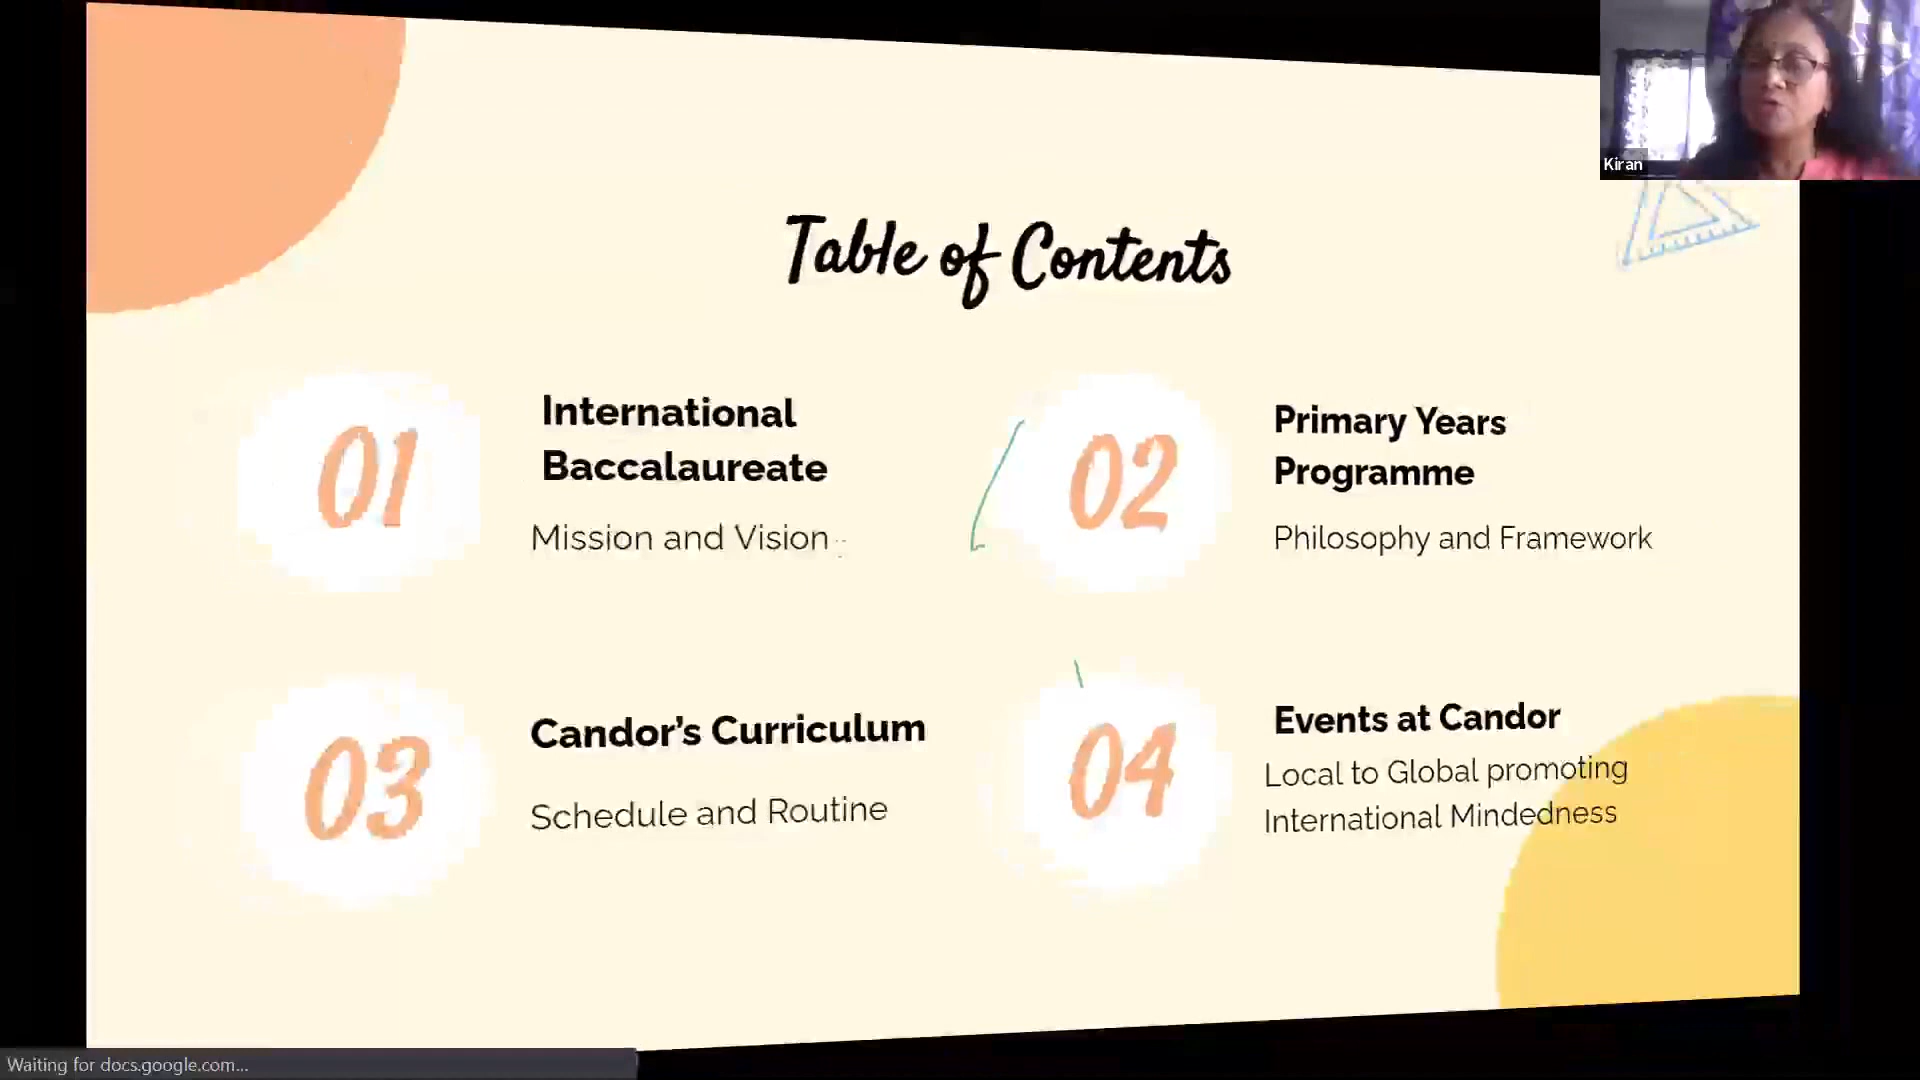 Kiran
Table of Contents
01
International
Baccalaureate
Mission and Vision
02
Primary Years
Programme
Philosophy and Framework
03
Candor’s Curriculum
Schedule and Routine
04
Events at Candor
Local to Global promoting
International Mindedness
Waiting for docs.google.com...